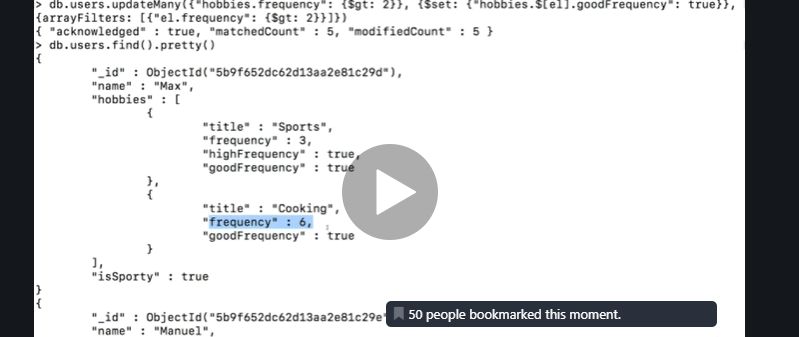 > db.users.updateMany({"hobbies.frequency": {$gt: 2}}, {$set: {"hobbies.$[el].goodFrequency": true}},
{arrayFilters: [{"el.frequency": {$gt: 2}}]})
{ "acknowledged" : true, "matchedCount" : 5, "modifiedCount" : 5 }
> db.users.find().pretty()
{
"_id" : ObjectId("5b9f652dc62d13aa2e81c29d"),
"name" : "Max",
"hobbies" : [
{
"title" : "Sports",
"frequency" : 3,
"highFrequency" : true,
"goodFrequency" : true
},
{
"title" : "Cooking",
"frequency" : 6,
"goodFrequency" : true
}
],
"isSporty" : true
}
{
"_id" : ObjectId("5b9f652dc62d13aa2e81c29e"
"name" : "Manuel",
50 people bookmarked this moment.